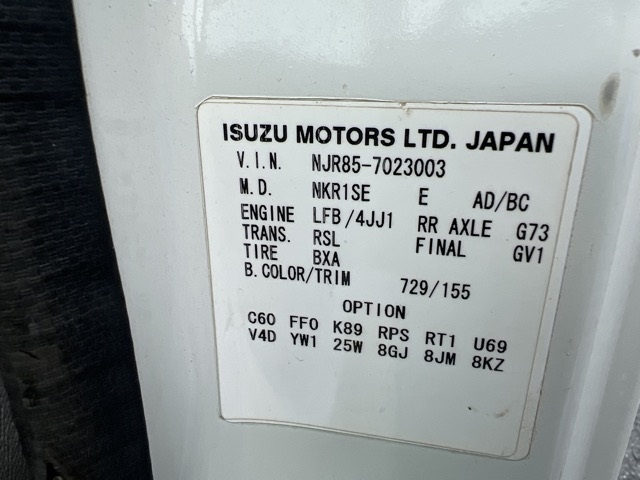 ISUZU MOTORS LTD. JAPAN
V.I.N. NJR85-7023003
M.D. NKR1SE E AD/BC
ENGINE LFB/4JJ1 RR AXLE G73
TRANS. RSL FINAL GV1
TIRE BXA
B.COLOR/TRIM 729/155
OPTION
C60 FF0 K89 RPS RT1 U69
V4D YW1 25W 8GJ 8JM 8KZ